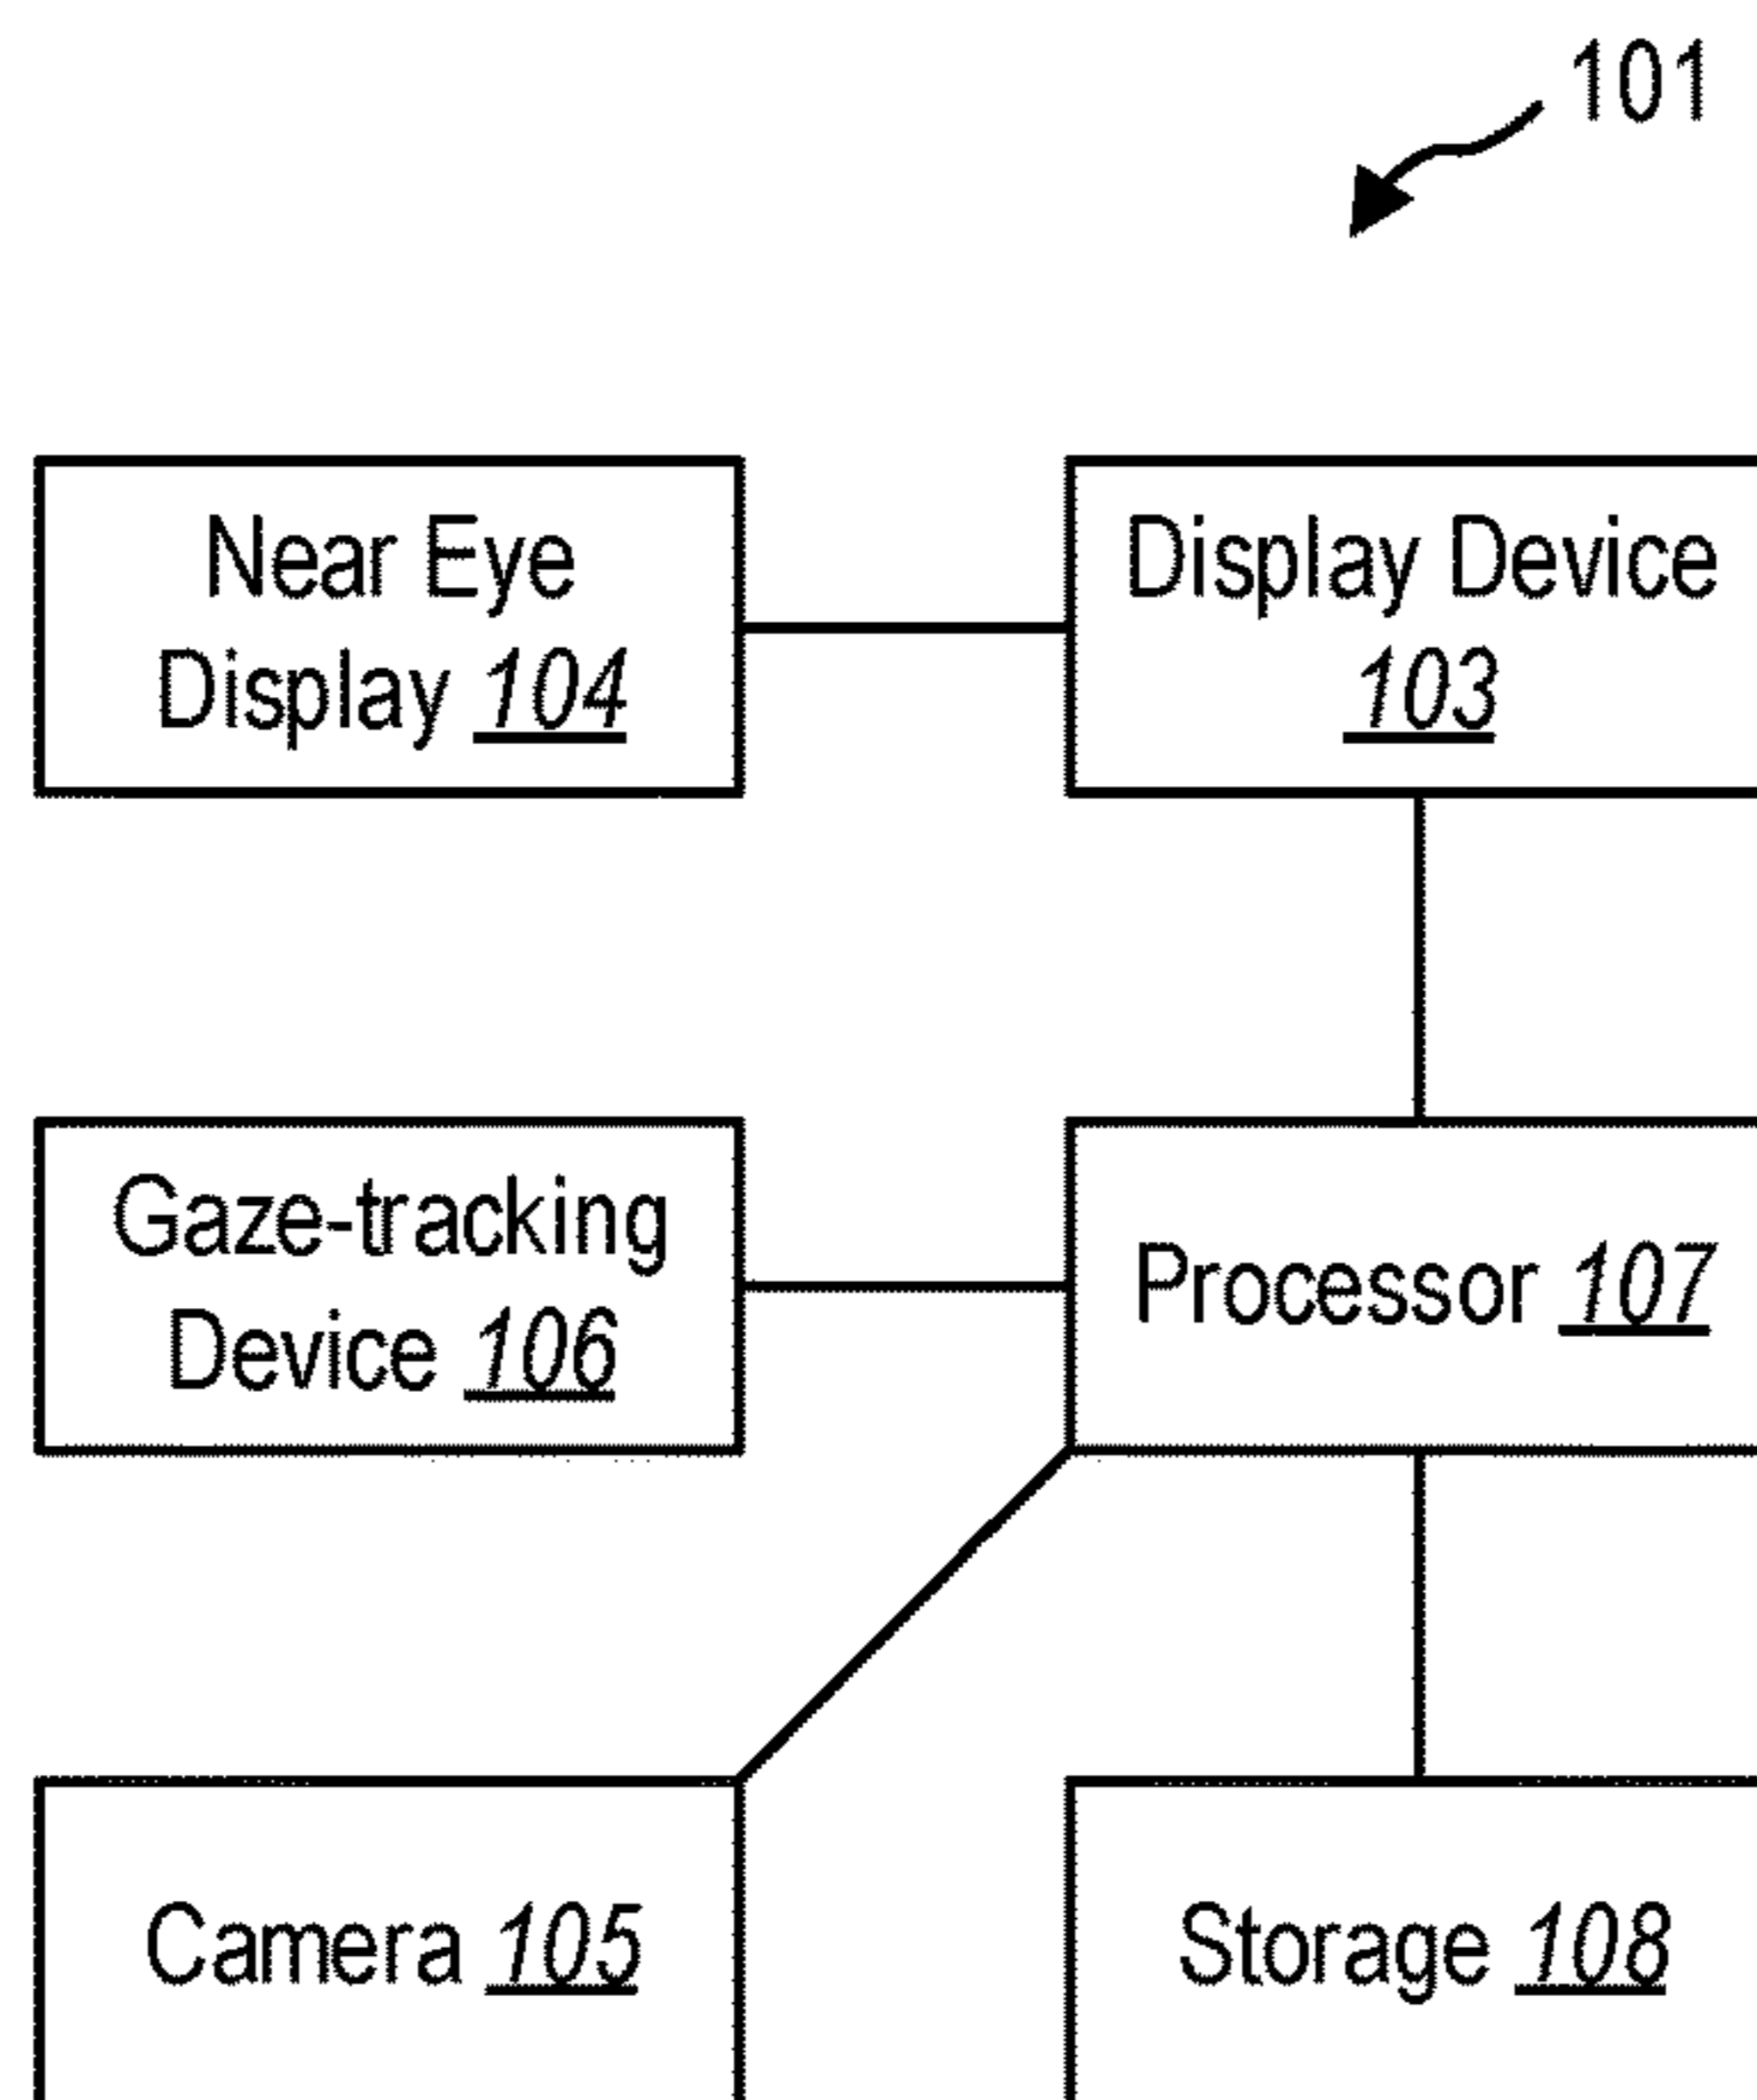 101
Near Eye
Display 104
Display Device
103
Gaze-tracking
Device 106
Processor 107
Camera 105
Storage 108